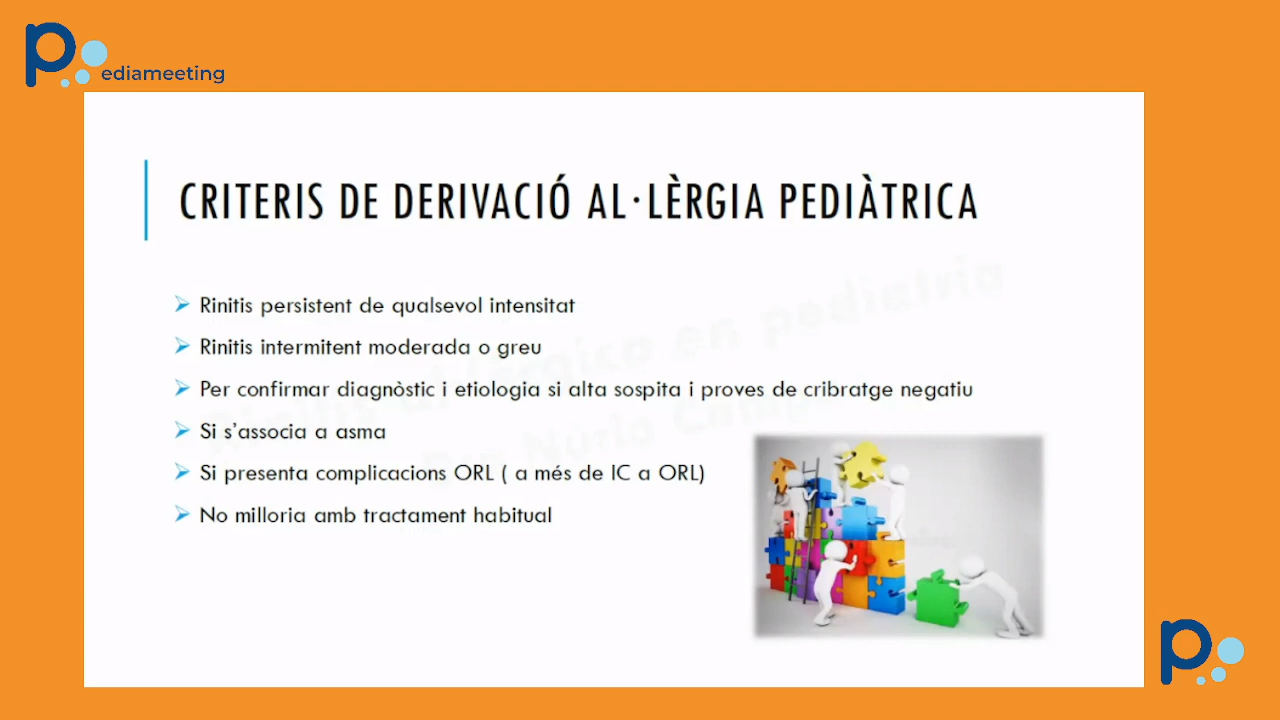 pediameeting
CRITERIS DE DERIVACIÓ AL·LÈRGIA PEDIÀTRICA
Rinitis persistent de qualsevol intensitat
Rinitis intermitent moderada o greu
Per confirmar diagnòstic i etiologia si alta sospita i proves de cribratge negatiu
Si s'associa a asma
Si presenta complicacions ORL ( a més de IC a ORL)
No milloria amb tractament habitual
p